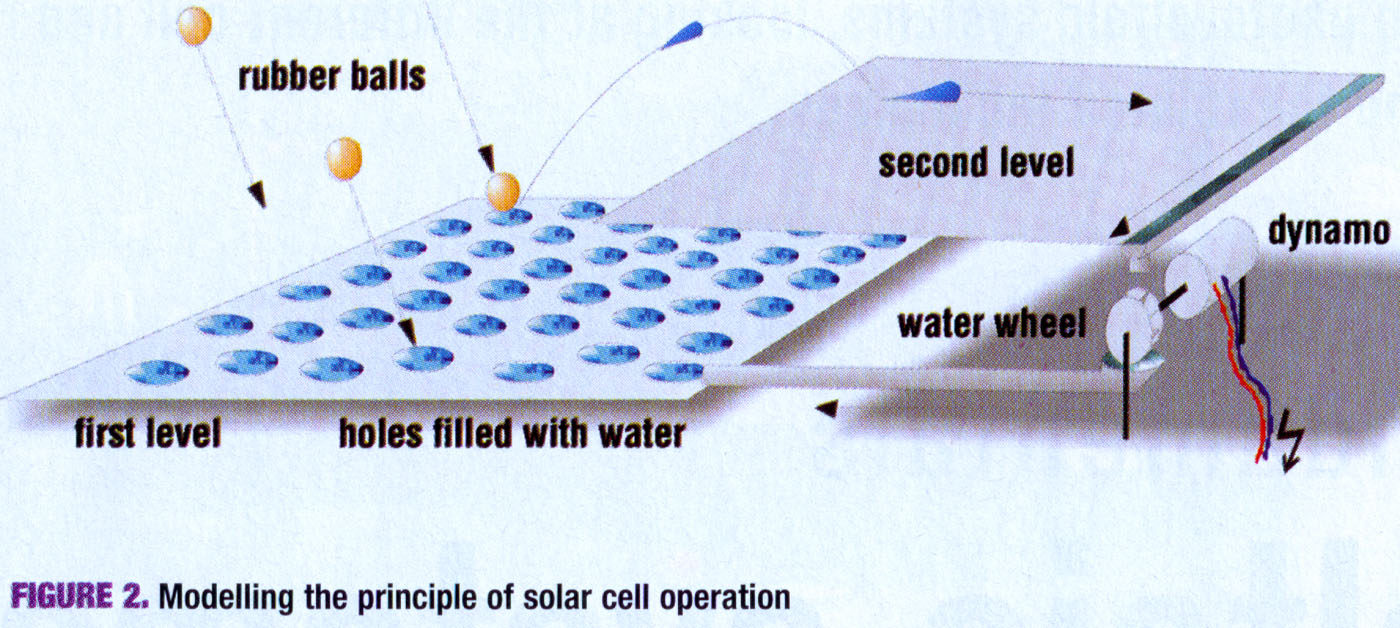 rubber balls
second level
dynamo
water wheel
first level
holes filled with water
FIGURE 2. Modelling the principle of solar cell operation